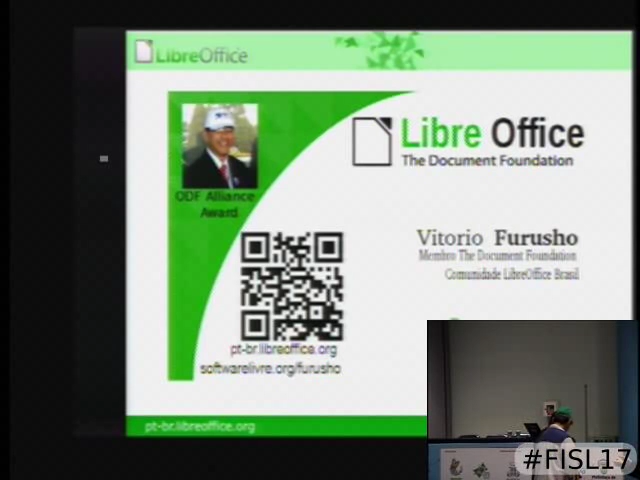 LibreOffice
Libre Office
The Document Foundation
ODF Alliance
Award
Vitorio Furusho
Membro The Document Foundation
Comunidade LibreOffice Brasil
pt-br.libreoffice.org
softwarelivre.org/furusho
pt-br.libreoffice.org
#FISL17